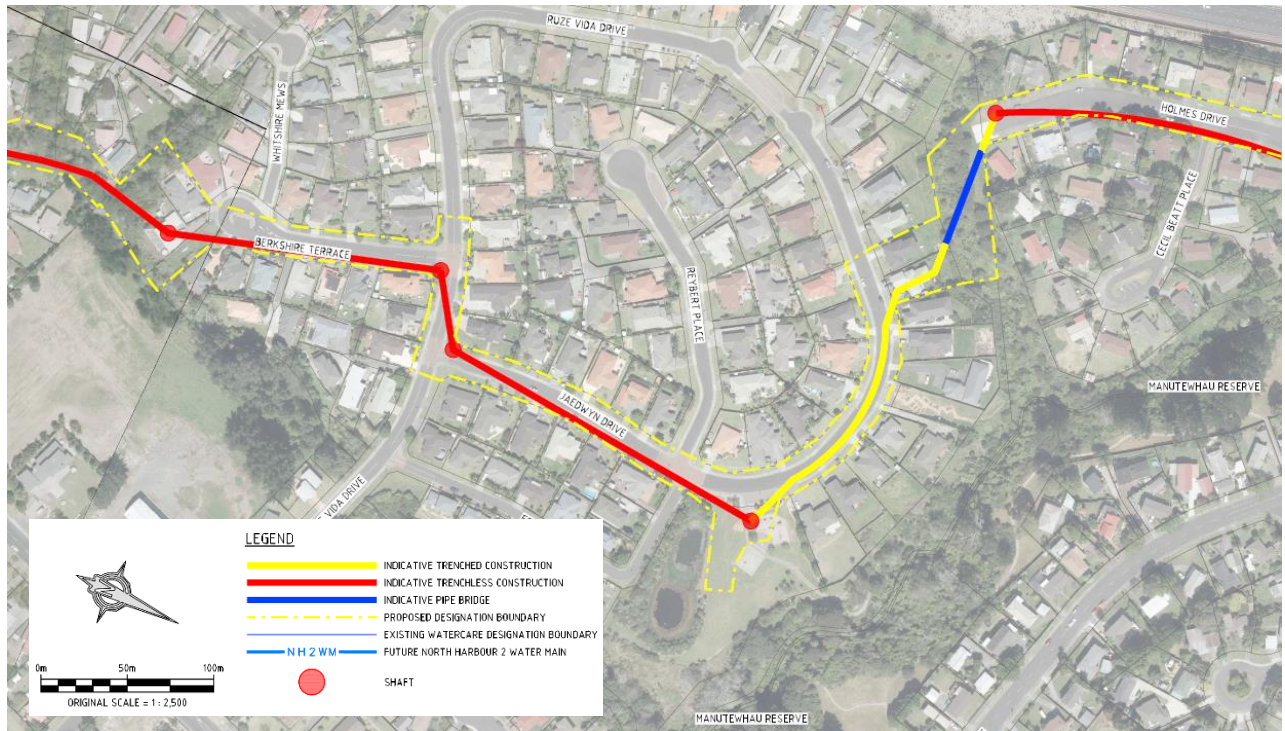 RUZE VIDA DRIVE
WHITSHIRE MEWS
HOLMES DRIVE
CECIL BEATT PLACE
BERKSHIRE TERRACE
REYBERT PLACE
MANUTEWHAU RESERVE
JAEDWYN DRIVE
VIDA DRIVE
LEGEND
INDICATIVE TRENCHED CONSTRUCTION
INDICATIVE TRENCHLESS CONSTRUCTION
INDICATIVE PIPE BRIDGE
PROPOSED DESIGNATION BOUNDARY
EXISTING WATERCARE DESIGNATION BOUNDARY
NH2WM
FUTURE NORTH HARBOUR 2 WATER MAIN
SHAFT
0m 50m 100m
ORIGINAL SCALE = 1 : 2,500
MANUTEWHAU RESERVE